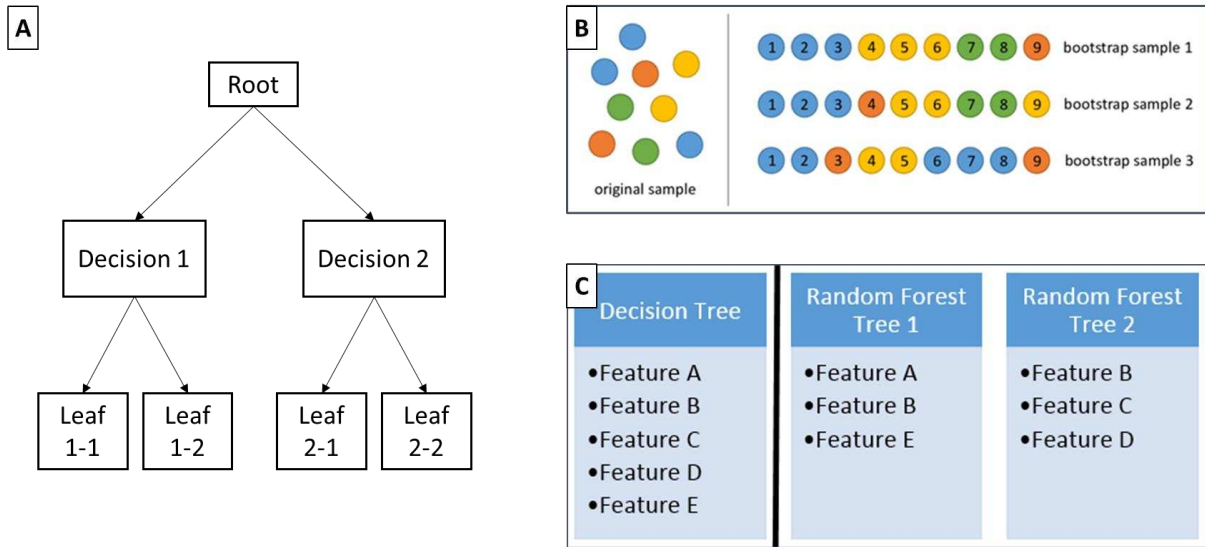 A
Root
Decision 1
Decision 2
Leaf
1-1
Leaf
1-2
Leaf
2-1
Leaf
2-2
B
original sample
1 2 3 4 5 6 7 8 9 bootstrap sample 1
1 2 3 4 5 6 7 8 9 bootstrap sample 2
1 2 3 4 5 6 7 8 9 bootstrap sample 3
C
Decision Tree
•Feature A
•Feature B
•Feature C
•Feature D
•Feature E
Random Forest
Tree 1
•Feature A
•Feature B
•Feature E
Random Forest
Tree 2
•Feature B
•Feature C
•Feature D